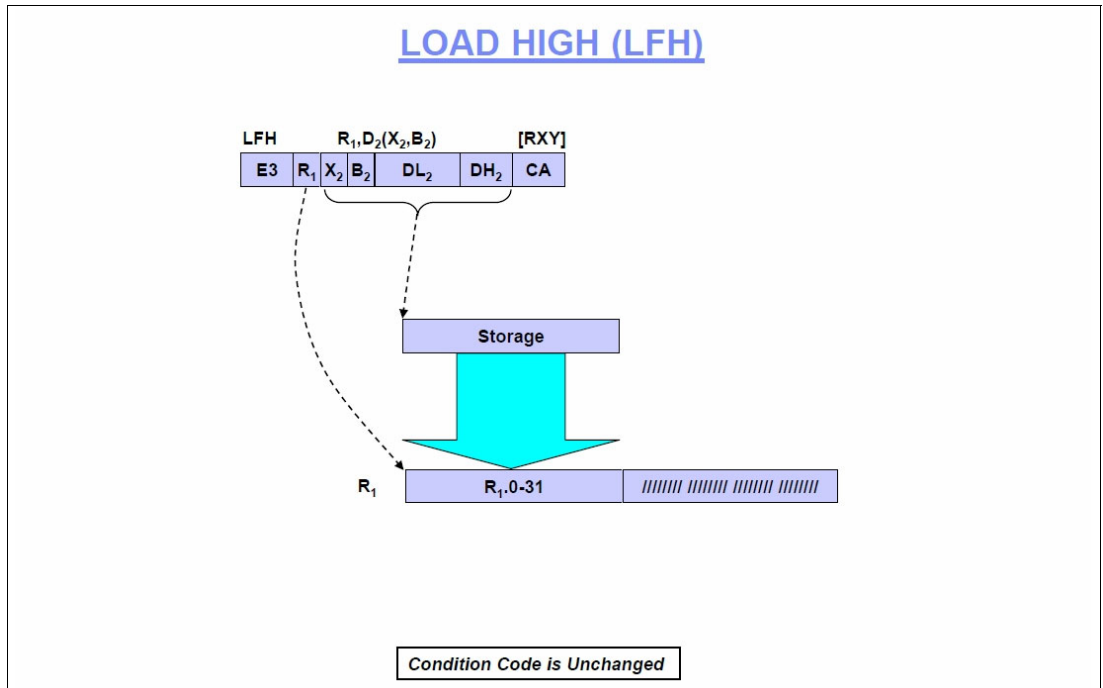 LOAD HIGH (LFH)
LFH R₁,D₂(X₂,B₂) [RXY]
E3 R₁ X₂ B₂ DL₂ DH₂ CA
Storage
R₁ R₁.0-31 //////// //////// //////// ////////
Condition Code is Unchanged